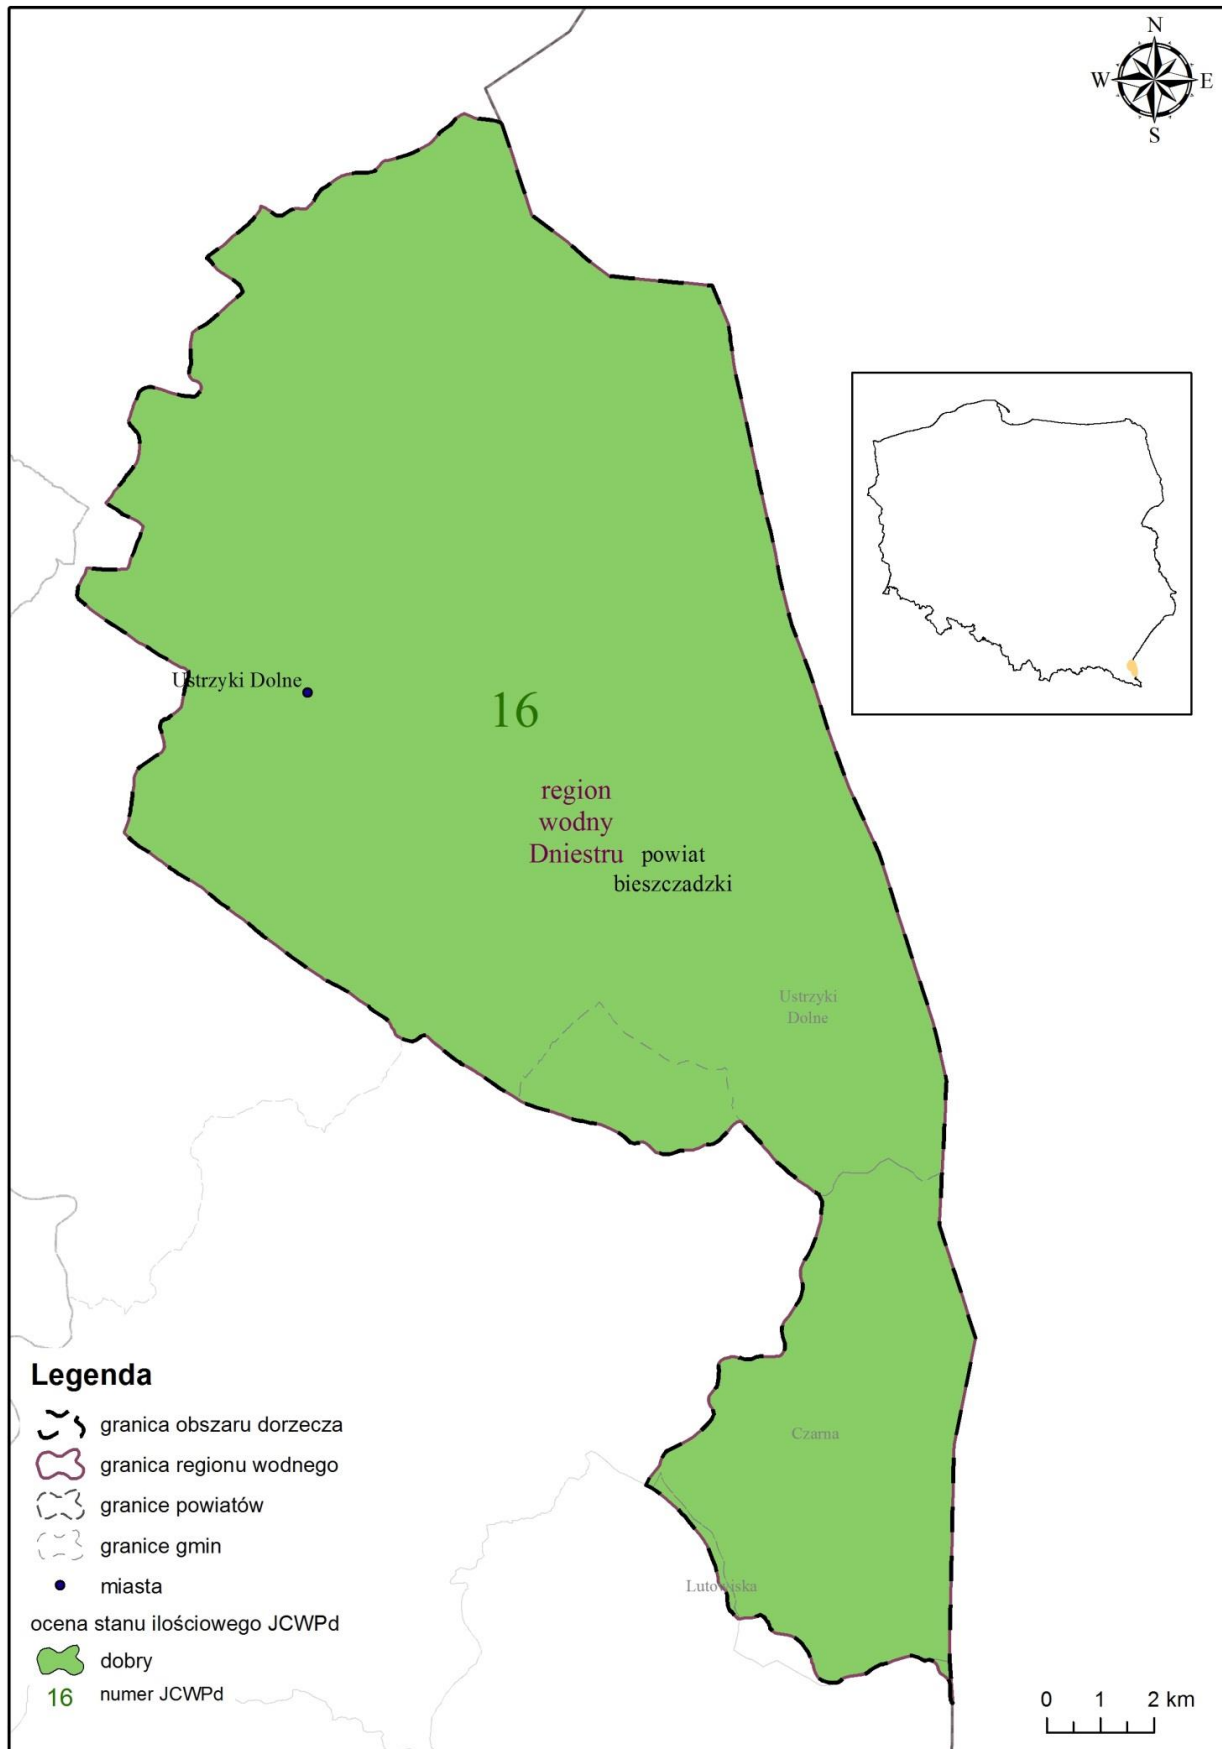 N
W E
S
Ustrzyki Dolne
16
region
wodny
Dniestru
powiat
bieszczadzki
Ustrzyki
Dolne
Czarna
Lutowiska
Legenda
granica obszaru dorzecza
granica regionu wodnego
granice powiatów
granice gmin
miasta
ocena stanu ilościowego JCWPd
dobry
16 numer JCWPd
0 1 2 km